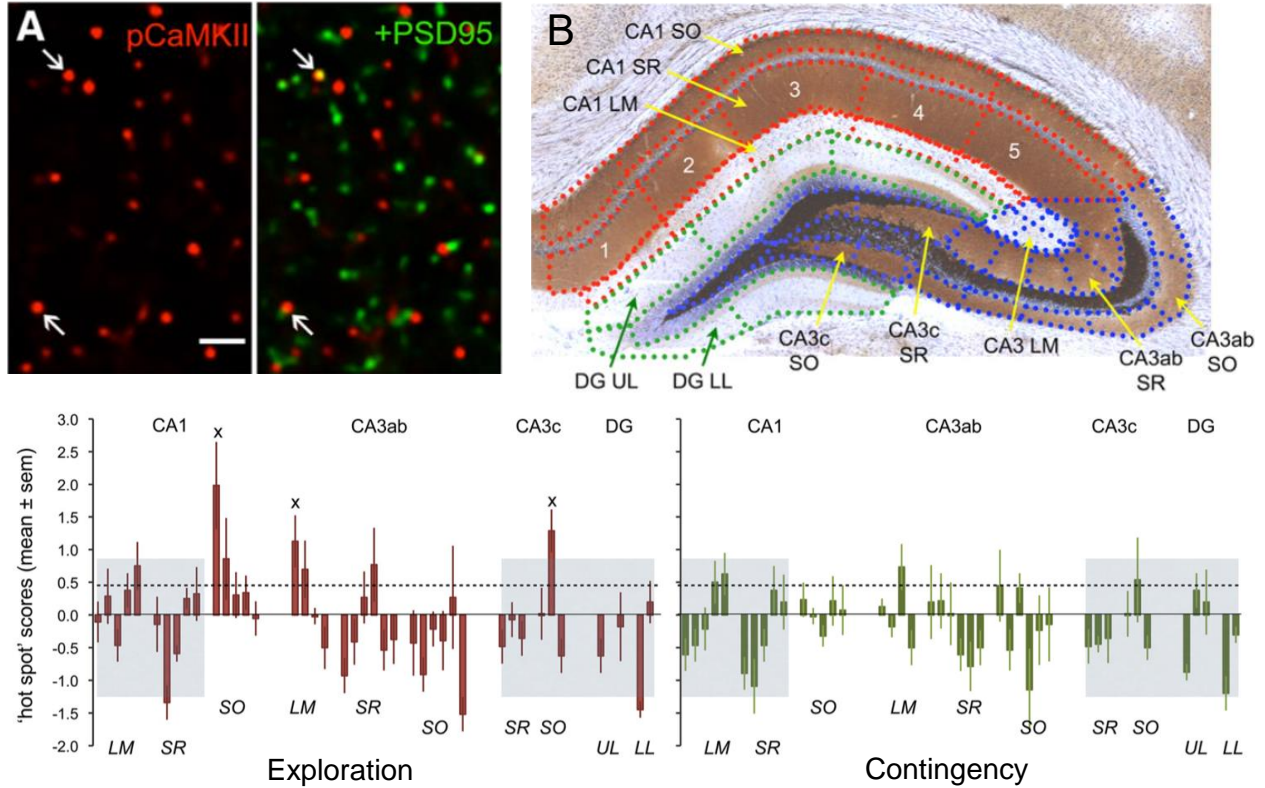 A pCaMKII
+PSD95
B
CA1 SO
CA1 SR
CA1 LM
1
2
3
4
5
CA3c
SO
CA3c
SR
CA3 LM
CA3ab
SR
CA3ab
SO
DG UL
DG LL
'hot spot' scores (mean ± sem)
3.0
2.5
2.0
1.5
1.0
0.5
0.0
-0.5
-1.0
-1.5
-2.0
CA1
CA3ab
CA3c
DG
x
x
x
LM
SR
SO
LM
SR
SO
SR
SO
UL
LL
Exploration
CA1
CA3ab
CA3c
DG
LM
SR
SO
LM
SR
SO
SR
SO
UL
LL
Contingency